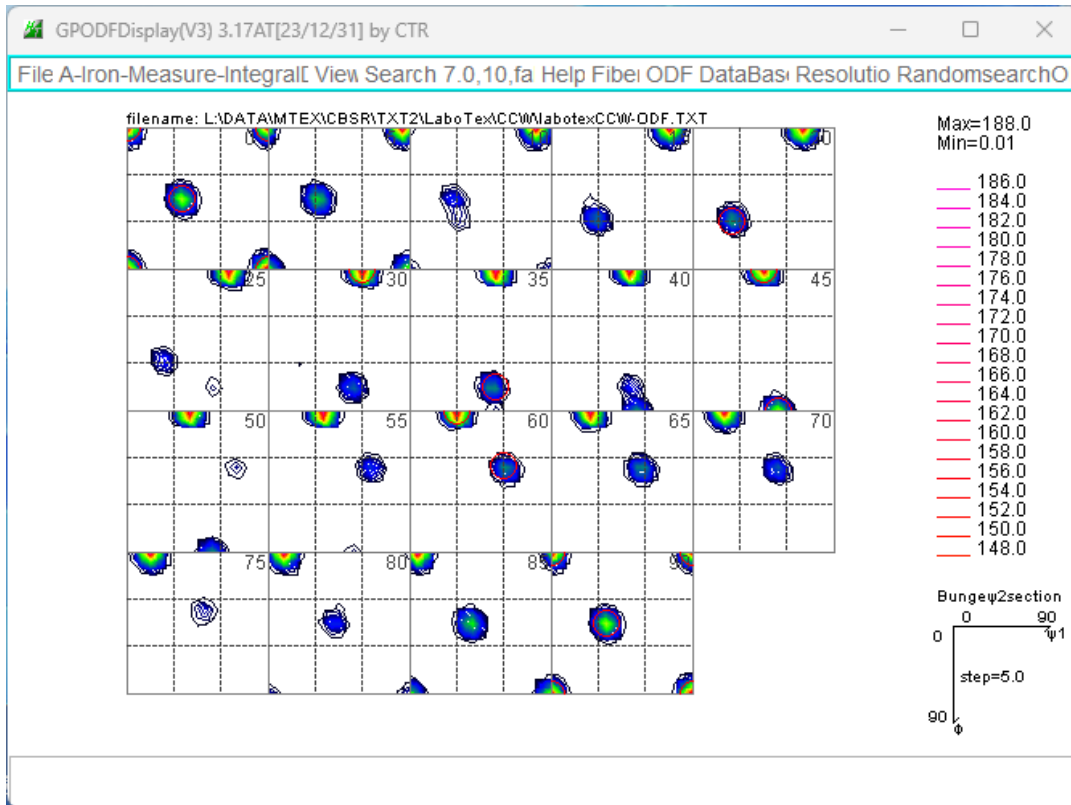 GPODFDisplay(V3) 3.17AT[23/12/31] by CTR
File A-Iron-Measure-Integral View Search 7.0,10,fa Help Fibe ODF DataBas Resolutio RandomsearchO
filename: L:\DATA\MTEX\CBSR\TXT2\LaboTex\CCW\labotexCCW-ODF.TXT
Max=188.0
Min=0.01
186.0
184.0
182.0
180.0
178.0
176.0
174.0
172.0
170.0
168.0
166.0
164.0
162.0
160.0
158.0
156.0
154.0
152.0
150.0
148.0
25 30 35 40 45
50 55 60 65 70
75 80 85
Bungeψ2section
0 90
0 ψ1
step=5.0
90
Φ